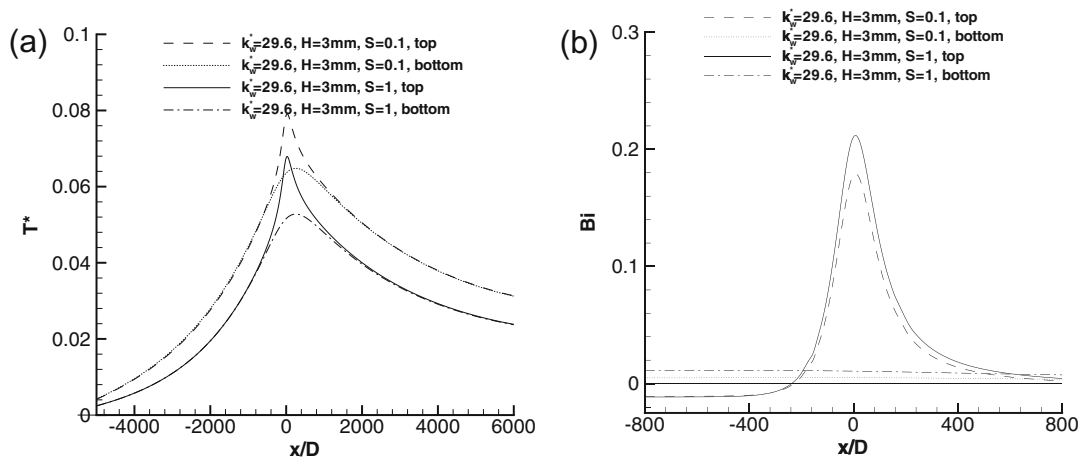 (a)
0.1
0.08
0.06
0.04
0.02
0
T*
-4000
-2000
0
2000
4000
6000
x/D
k*w=29.6, H=3mm, S=0.1, top
k*w=29.6, H=3mm, S=0.1, bottom
k*w=29.6, H=3mm, S=1, top
k*w=29.6, H=3mm, S=1, bottom
(b)
0.3
0.2
0.1
0
Bi
-800
-400
0
400
800
x/D
k*w=29.6, H=3mm, S=0.1, top
k*w=29.6, H=3mm, S=0.1, bottom
k*w=29.6, H=3mm, S=1, top
k*w=29.6, H=3mm, S=1, bottom